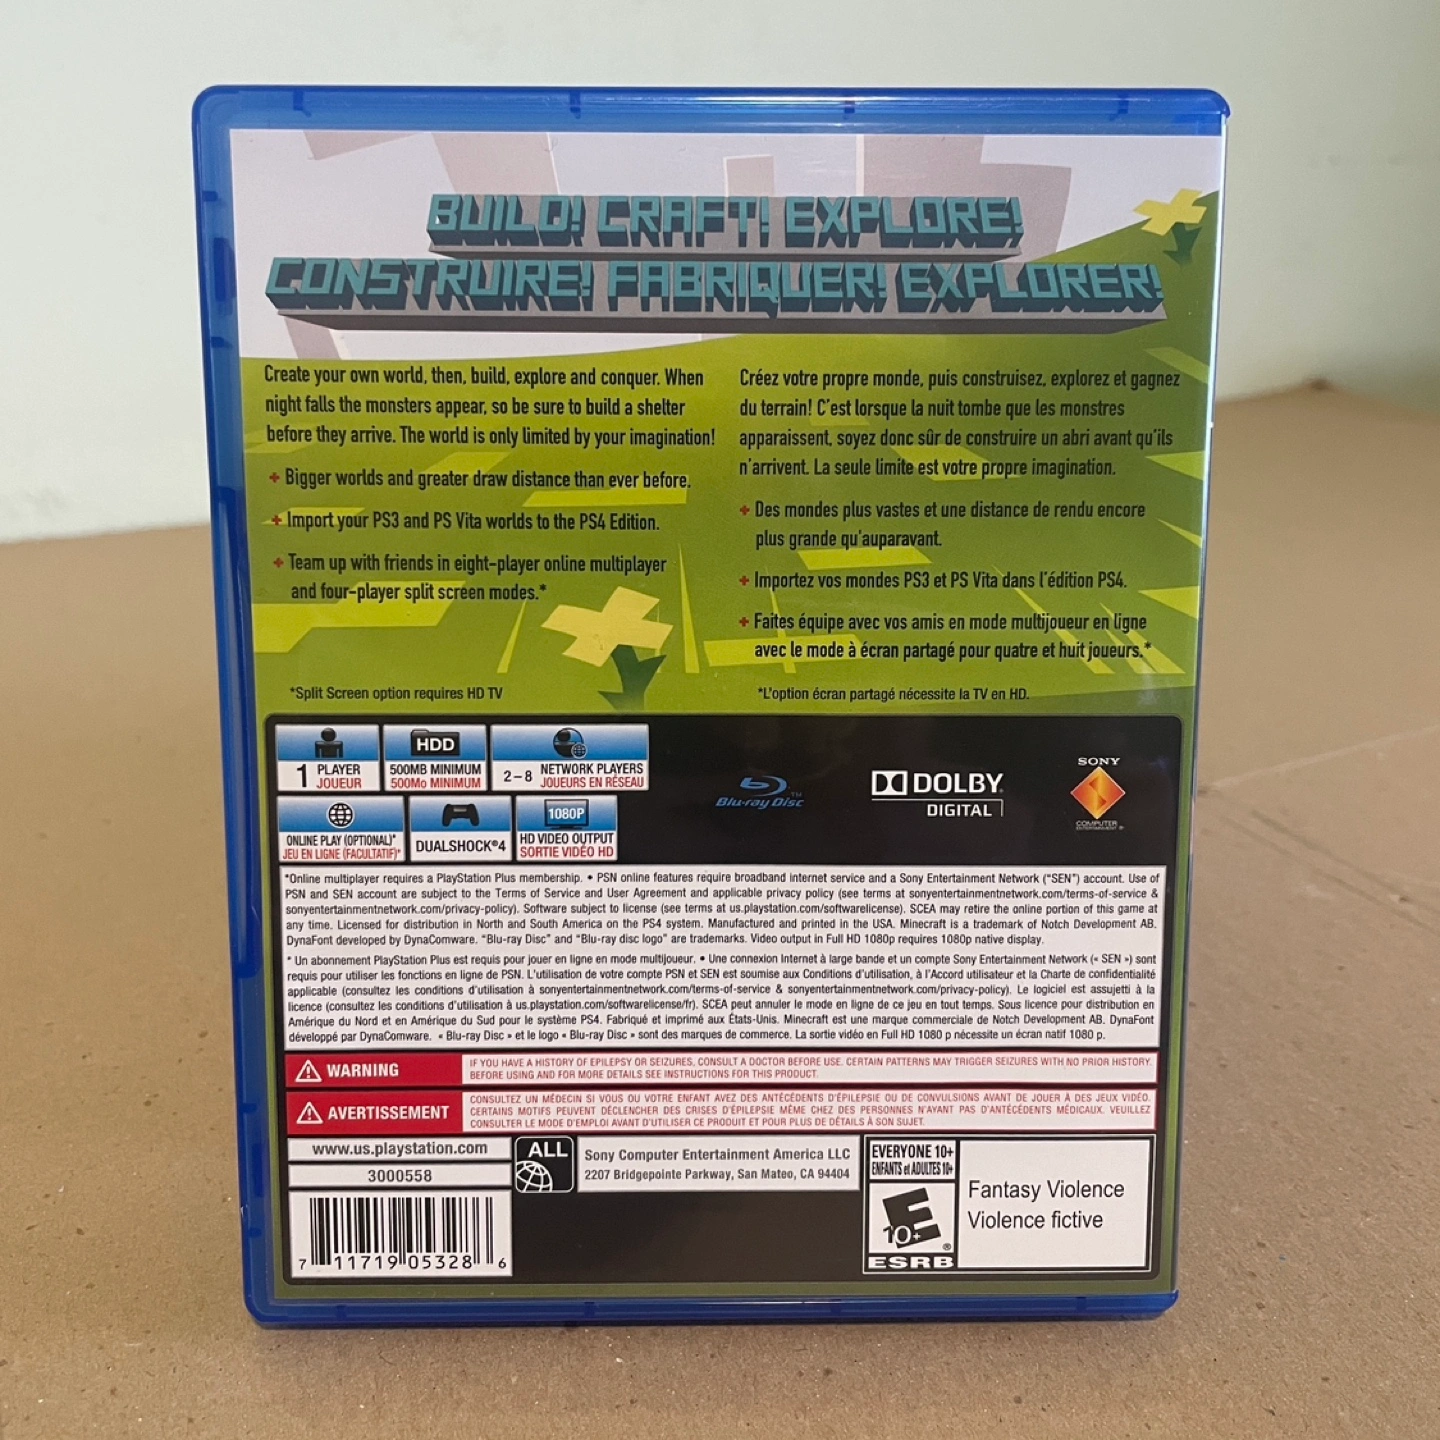 BUILD! CRAFT! EXPLORE!
CONSTRUIRE! FABRIQUER! EXPLORER!
Create your own world, then, build, explore and conquer. When
night falls the monsters appear, so be sure to build a shelter
before they arrive. The world is only limited by your imagination!
+ Bigger worlds and greater draw distance than ever before.
+ Import your PS3 and PS Vita worlds to the PS4 Edition.
+ Team up with friends in eight-player online multiplayer
and four-player split screen modes.*
*Split Screen option requires HD TV
Créez votre propre monde, puis construisez, explorez et gagnez
du terrain! C'est lorsque la nuit tombe que les monstres
apparaissent, soyez donc sûr de construire un abri avant qu'ils
n'arrivent. La seule limite est votre propre imagination.
+ Des mondes plus vastes et une distance de rendu encore
plus grande qu'auparavant.
+ Importez vos mondes PS3 et PS Vita dans l'édition PS4.
+ Faites équipe avec vos amis en mode multijoueur en ligne
avec le mode à écran partagé pour quatre et huit joueurs.*
*L'option écran partagé nécessite la TV en HD.
1 PLAYER
JOUEUR
HDD
500MB MINIMUM
500Mo MINIMUM
2–8 NETWORK PLAYERS
JOUEURS EN RÉSEAU
ONLINE PLAY (OPTIONAL)*
JEU EN LIGNE (FACULTATIF)*
DUALSHOCK®4
1080P
HD VIDEO OUTPUT
SORTIE VIDÉO HD
Blu-ray Disc™
DOLBY
DIGITAL
SONY
COMPUTER
ENTERTAINMENT
*Online multiplayer requires a PlayStation Plus membership. • PSN online features require broadband internet service and a Sony Entertainment Network ("SEN") account. Use of
PSN and SEN account are subject to the Terms of Service and User Agreement and applicable privacy policy (see terms at sonyentertainmentnetwork.com/terms-of-service &
sonyentertainmentnetwork.com/privacy-policy). Software subject to license (see terms at us.playstation.com/softwarelicense). SCEA may retire the online portion of this game at
any time. Licensed for distribution in North and South America on the PS4 system. Manufactured and printed in the USA. Minecraft is a trademark of Notch Development AB.
DynaFont developed by DynaComware. "Blu-ray Disc" and "Blu-ray disc logo" are trademarks. Video output in Full HD 1080p requires 1080p native display.
* Un abonnement PlayStation Plus est requis pour jouer en ligne en mode multijoueur. • Une connexion Internet à large bande et un compte Sony Entertainment Network (« SEN ») sont
requis pour utiliser les fonctions en ligne de PSN. L'utilisation de votre compte PSN et SEN est soumise aux Conditions d'utilisation, à l'Accord utilisateur et la Charte de confidentialité
applicable (consultez les conditions d'utilisation à sonyentertainmentnetwork.com/terms-of-service & sonyentertainmentnetwork.com/privacy-policy). Le logiciel est assujetti à la
licence (consultez les conditions d'utilisation à us.playstation.com/softwarelicense/fr). SCEA peut annuler le mode en ligne de ce jeu en tout temps. Sous licence pour distribution en
Amérique du Nord et en Amérique du Sud pour le système PS4. Fabriqué et imprimé aux États-Unis. Minecraft est une marque commerciale de Notch Development AB. DynaFont
développé par DynaComware. « Blu-ray Disc » et le logo « Blu-ray Disc » sont des marques de commerce. La sortie vidéo en Full HD 1080 p nécessite un écran natif 1080 p.
WARNING
IF YOU HAVE A HISTORY OF EPILEPSY OR SEIZURES, CONSULT A DOCTOR BEFORE USE. CERTAIN PATTERNS MAY TRIGGER SEIZURES WITH NO PRIOR HISTORY.
BEFORE USING AND FOR MORE DETAILS SEE INSTRUCTIONS FOR THIS PRODUCT.
AVERTISSEMENT
CONSULTEZ UN MÉDECIN SI VOUS OU VOTRE ENFANT AVEZ DES ANTÉCÉDENTS D'ÉPILEPSIE OU DE CONVULSIONS AVANT DE JOUER À DES JEUX VIDÉO.
CERTAINS MOTIFS PEUVENT DÉCLENCHER DES CRISES D'ÉPILEPSIE MÊME CHEZ DES PERSONNES N'AYANT PAS D'ANTÉCÉDENTS MÉDICAUX. VEUILLEZ
CONSULTER LE MODE D'EMPLOI AVANT D'UTILISER CE PRODUIT ET POUR PLUS DE DÉTAILS À SON SUJET.
www.us.playstation.com
3000558
7 11719 05328 6
ALL
Sony Computer Entertainment America LLC
2207 Bridgepointe Parkway, San Mateo, CA 94404
EVERYONE 10+
ENFANTS et ADULTES 10+
E
10+
®
ESRB
Fantasy Violence
Violence fictive